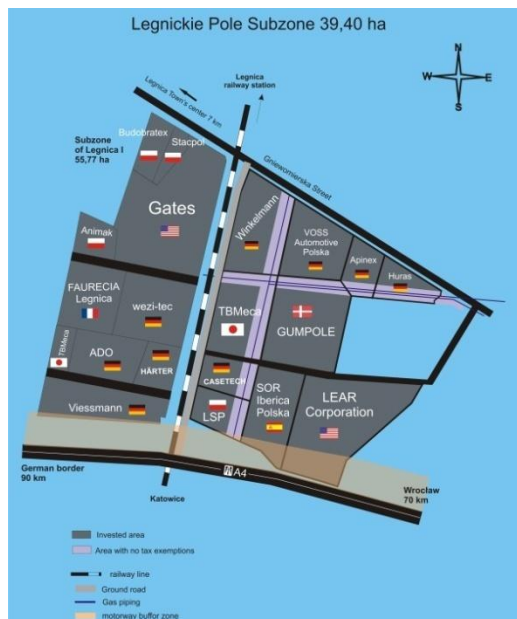 Legnickie Pole Subzone 39,40 ha
N
W
E
S
Legnica
railway station
Legnica Town's center 7 km
Gniewomierska Street
Subzone
of Legnica I
55,77 ha
Budobratex
Stacpol
Gates
Animak
FAURECIA
Legnica
wezi-tec
TBMeca
ADO
HÄRTER
Viessmann
Winkelmann
VOSS
Automotive
Polska
Apinex
Huras
TBMeca
GUMPOLE
CASETECH
LSP
SOR
Iberica
Polska
LEAR
Corporation
A4
German border
90 km
Katowice
Wrocław
70 km
Invested area
Area with no tax exemptions
railway line
Ground road
Gas piping
motorway buffor zone